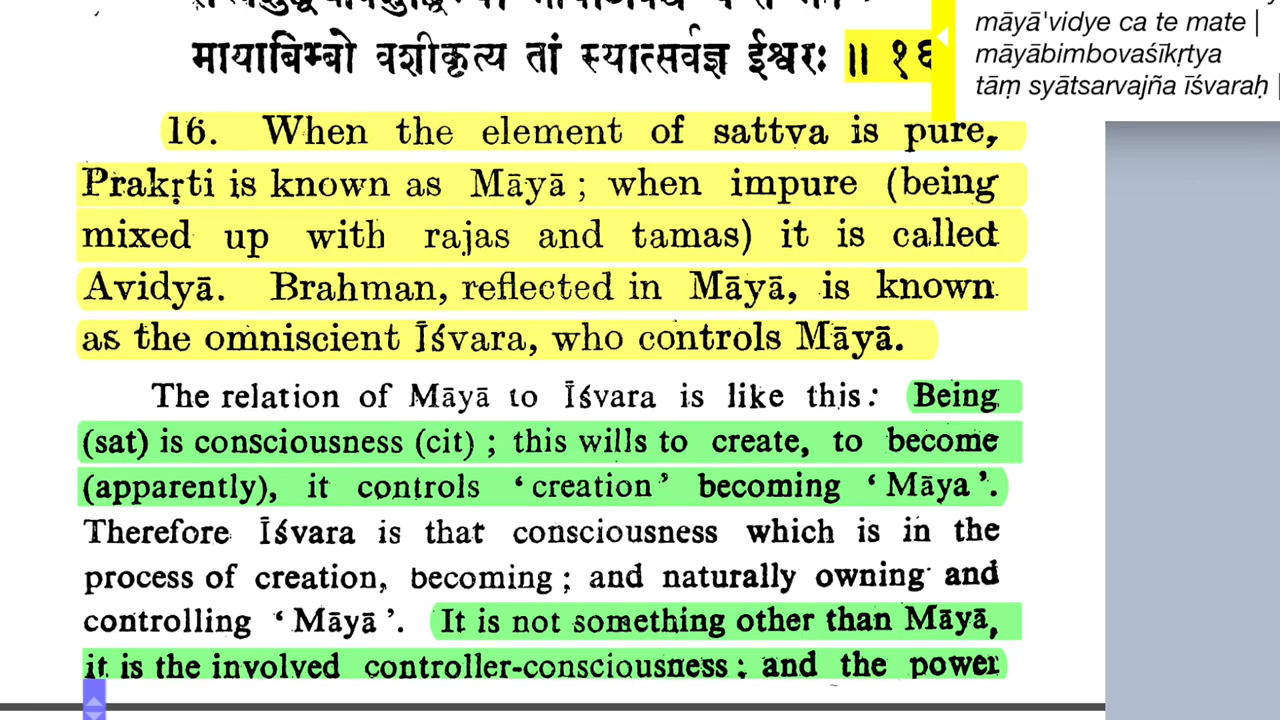 मायाबिम्बो वशीकृत्य तां स्यात्सर्वज्ञ ईश्वरः ॥ १६
māyā'vidye ca te mate |
māyābimbovaśīkṛtya
tāṃ syātsarvajña īśvaraḥ |
16. When the element of sattva is pure,
Prakṛti is known as Māyā ; when impure (being
mixed up with rajas and tamas) it is called
Avidyā. Brahman, reflected in Māyā, is known
as the omniscient Īśvara, who controls Māyā.
The relation of Māyā to Īśvara is like this: Being
(sat) is consciousness (cit) ; this wills to create, to become
(apparently), it controls ‘creation’ becoming ‘Māya’.
Therefore Īśvara is that consciousness which is in the
process of creation, becoming ; and naturally owning and
controlling ‘Māyā’. It is not something other than Māyā,
it is the involved controller-consciousness ; and the power